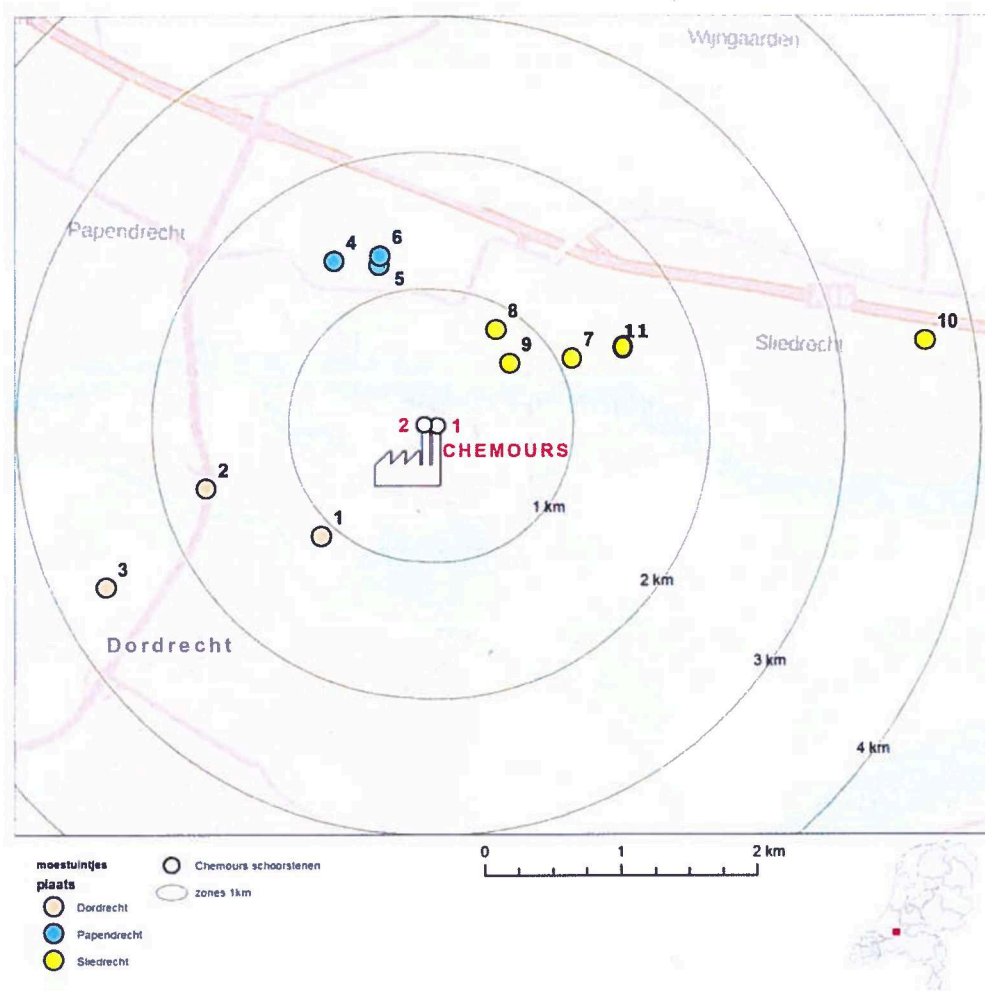 Wijngaarden
Papendrecht
4
6
5
8
9
7
11
10
Sliedrecht
2
1
CHEMOURS
2
1
3
1 km
2 km
Dordrecht
3 km
4 km
moestuintjes
plaats
Dordrecht
Papendrecht
Sliedrecht
Chemours schoorstenen
zones 1km
0
1
2 km